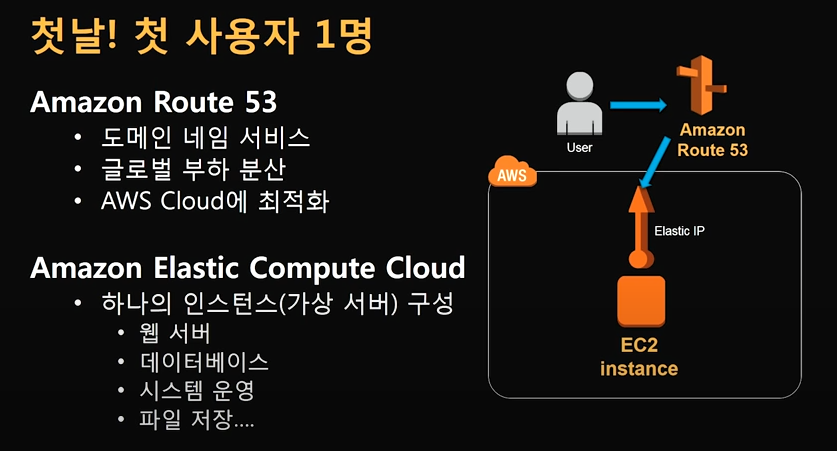 첫날! 첫 사용자 1명
Amazon Route 53
• 도메인 네임 서비스
• 글로벌 부하 분산
• AWS Cloud에 최적화
Amazon Elastic Compute Cloud
• 하나의 인스턴스(가상 서버) 구성
• 웹 서버
• 데이터베이스
• 시스템 운영
• 파일 저장....
User
Amazon
Route 53
AWS
Elastic IP
EC2
instance